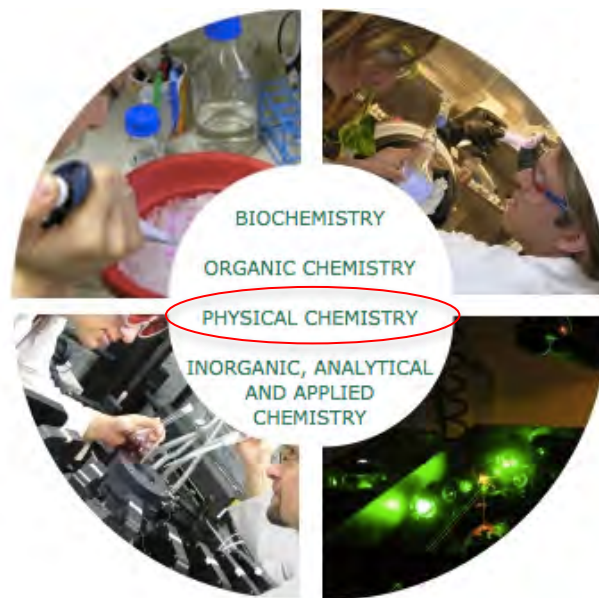 BIOCHEMISTRY
ORGANIC CHEMISTRY
PHYSICAL CHEMISTRY
INORGANIC, ANALYTICAL
AND APPLIED
CHEMISTRY